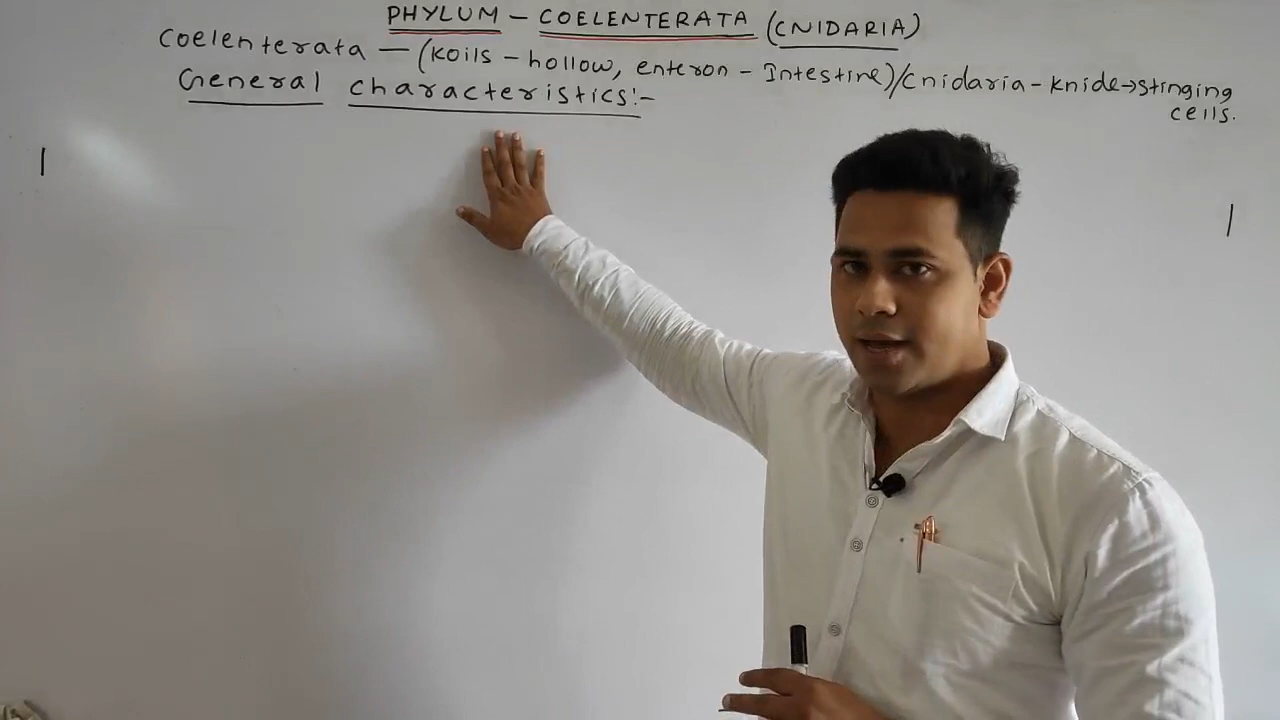 PHYLUM - COELENTERATA (CNIDARIA)
Coelenterata — (Koils - hollow, enteron - Intestine)/Cnidaria - Knide→stinging
cells.
General characteristics:-